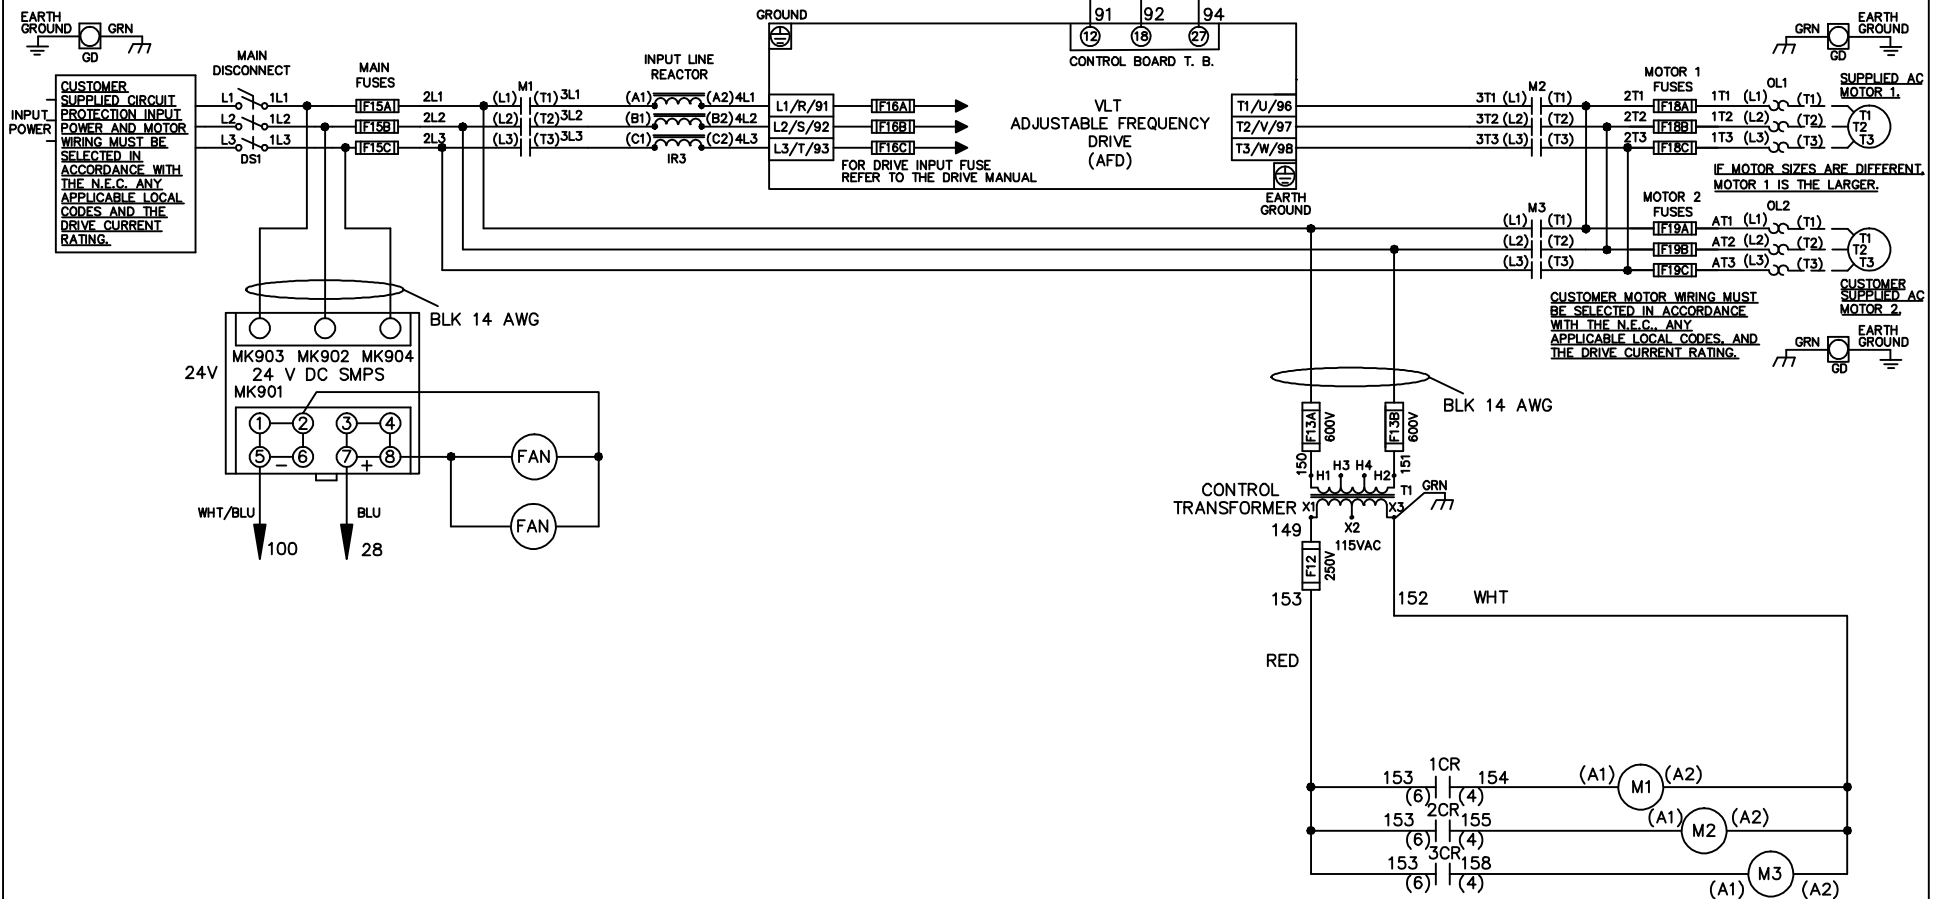 EARTH
GROUND
GRN
GD
INPUT
POWER
CUSTOMER
SUPPLIED CIRCUIT
PROTECTION INPUT
POWER AND MOTOR
WIRING MUST BE
SELECTED IN
ACCORDANCE WITH
THE N.E.C. ANY
APPLICABLE LOCAL
CODES AND THE
DRIVE CURRENT
RATING.
MAIN
DISCONNECT
L1 1L1
L2 1L2
L3 1L3
DS1
MAIN
FUSES
F15A
F15B
F15C
2L1
2L2
2L3
M1
(L1) (T1) 3L1
(L2) (T2) 3L2
(L3) (T3) 3L3
INPUT LINE
REACTOR
(A1) (A2) 4L1
(B1) (B2) 4L2
(C1) (C2) 4L3
IR3
GROUND
L1/R/91
L2/S/92
L3/T/93
F16A
F16B
F16C
FOR DRIVE INPUT FUSE
REFER TO THE DRIVE MANUAL
91 92 94
12 18 27
CONTROL BOARD T. B.
VLT
ADJUSTABLE FREQUENCY
DRIVE
(AFD)
T1/U/96
T2/V/97
T3/W/98
EARTH
GROUND
M2
3T1 (L1) (T1)
3T2 (L2) (T2)
3T3 (L3) (T3)
MOTOR 1
FUSES
2T1 F18A 1T1 (L1)
2T2 F18B 1T2 (L2)
2T3 F18C 1T3 (L3)
OL1
(T1)
(T2)
(T3)
T1
T2
T3
GRN
GD
EARTH
GROUND
SUPPLIED AC
MOTOR 1.
IF MOTOR SIZES ARE DIFFERENT.
MOTOR 1 IS THE LARGER.
M3
(L1) (T1)
(L2) (T2)
(L3) (T3)
MOTOR 2
FUSES
F19A AT1 (L1)
F19B AT2 (L2)
F19C AT3 (L3)
OL2
(T1)
(T2)
(T3)
T1
T2
T3
CUSTOMER
SUPPLIED AC
MOTOR 2.
CUSTOMER MOTOR WIRING MUST
BE SELECTED IN ACCORDANCE
WITH THE N.E.C., ANY
APPLICABLE LOCAL CODES, AND
THE DRIVE CURRENT RATING.
GRN
GD
EARTH
GROUND
BLK 14 AWG
MK903 MK902 MK904
24V
24 V DC SMPS
MK901
1 2 3 4
5 - 6 7 + 8
FAN
FAN
WHT/BLU
BLU
100
28
BLK 14 AWG
F13A
600V
F13B
600V
150
151
H1 H3 H4 H2
T1
GRN
CONTROL
TRANSFORMER
X1 X2 X3
115VAC
149
F12
250V
153
152
WHT
RED
153 1CR 154
(6) (4)
(A1) M1 (A2)
153 2CR 155
(6) (4)
(A1) M2 (A2)
153 3CR 158
(6) (4)
(A1) M3 (A2)